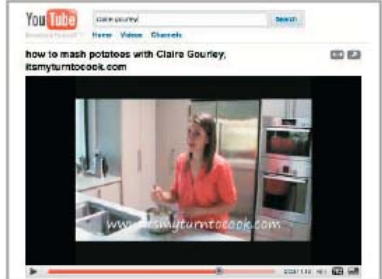 YouTube
claire gourley Search
Home Videos Channels
how to mash potatoes with Claire Gourley,
itsmyturntocook.com
www.itsmyturntocook.com